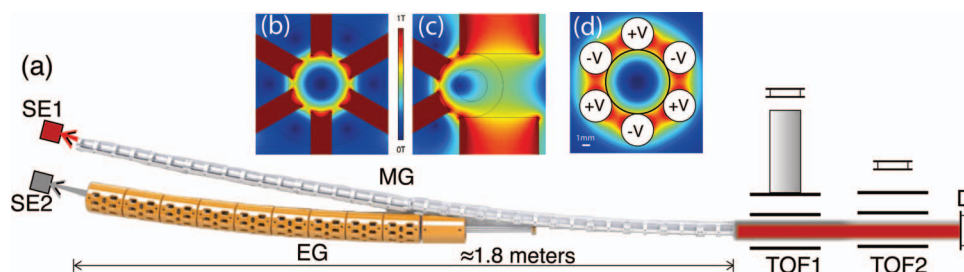 (a)
(b)
(c)
(d)
1T
0T
+V
-V
-V
+V
+V
-V
1mm
SE1
SE2
MG
EG
≈1.8 meters
TOF1
TOF2